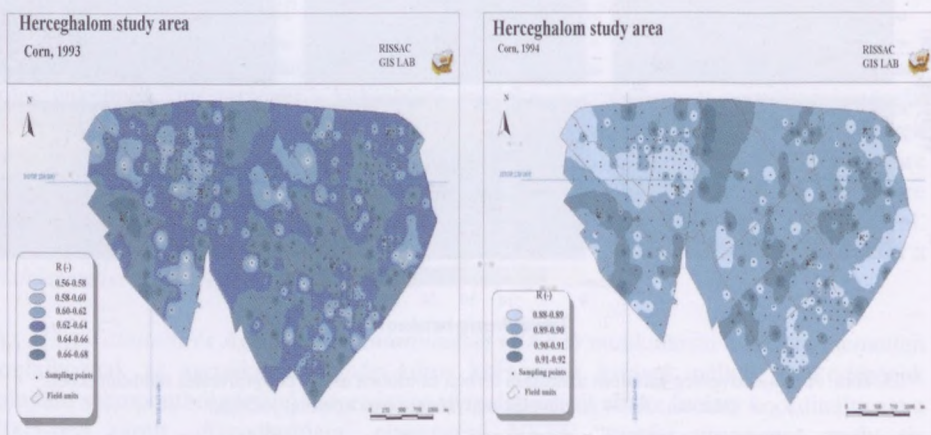 Herceghalom study area
Corn, 1993
RISSAC
GIS LAB
R (-)
0.56-0.58
0.58-0.60
0.60-0.62
0.62-0.64
0.64-0.66
0.66-0.68
Sampling points
Field units
Herceghalom study area
Corn, 1994
RISSAC
GIS LAB
R(-)
0.88-0.89
0.89-0.90
0.90-0.91
0.91-0.92
Sampling points
Field units